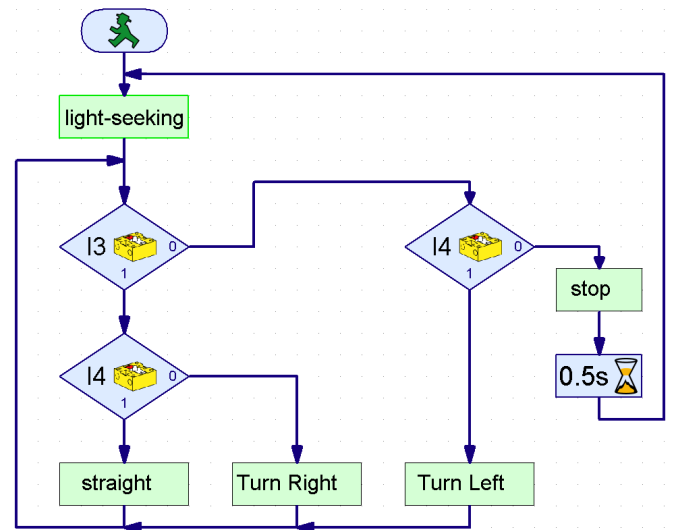 light-seeking
I3
0
1
I4
0
1
stop
0.5s
I4
0
1
straight
Turn Right
Turn Left